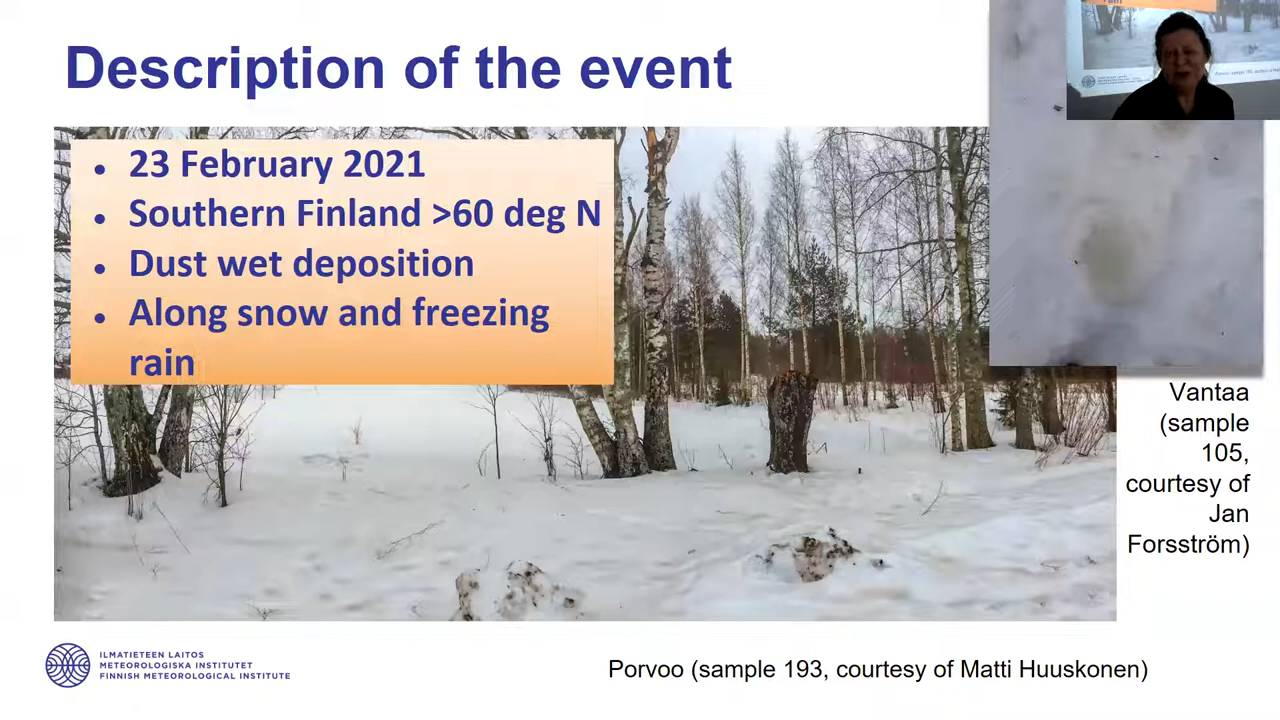 Description of the event
• 23 February 2021
• Southern Finland >60 deg N
• Dust wet deposition
• Along snow and freezing
rain
Vantaa
(sample
105,
courtesy of
Jan
Forsström)
ILMATIETEEN LAITOS
METEOROLOGISKA INSTITUTET
FINNISH METEOROLOGICAL INSTITUTE
Porvoo (sample 193, courtesy of Matti Huuskonen)